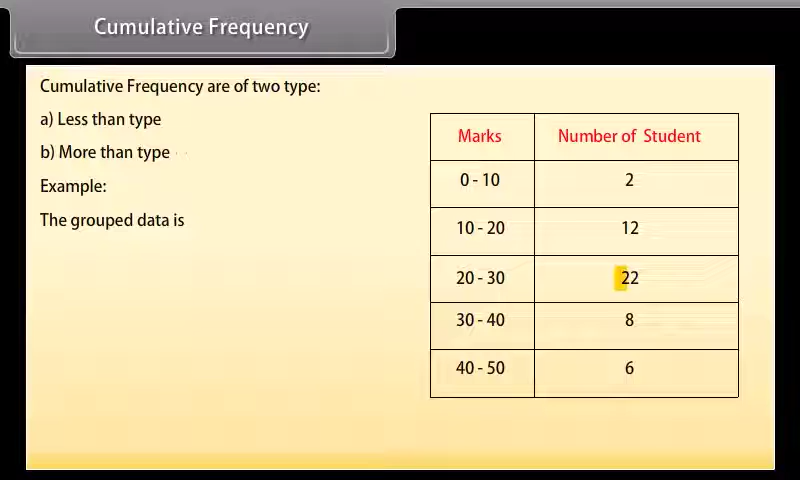 Cumulative Frequency
Cumulative Frequency are of two type:
a) Less than type
b) More than type
Example:
The grouped data is
Marks Number of Student
0 - 10 2
10 - 20 12
20 - 30 22
30 - 40 8
40 - 50 6